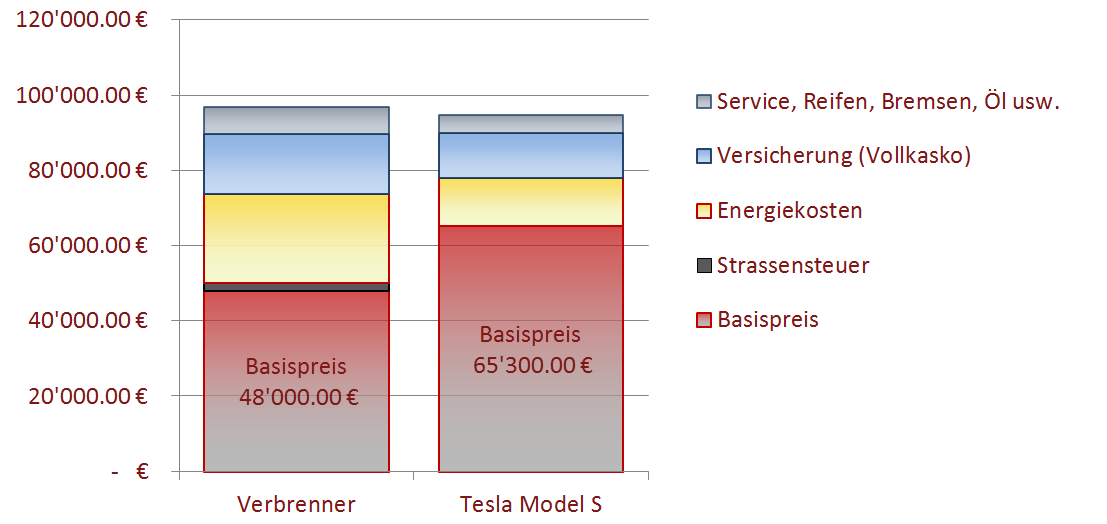 120'000.00 €
100'000.00 €
80'000.00 €
60'000.00 €
40'000.00 €
20'000.00 €
- €
Basispreis
48'000.00 €
Basispreis
65'300.00 €
Verbrenner
Tesla Model S
Service, Reifen, Bremsen, Öl usw.
Versicherung (Vollkasko)
Energiekosten
Strassensteuer
Basispreis